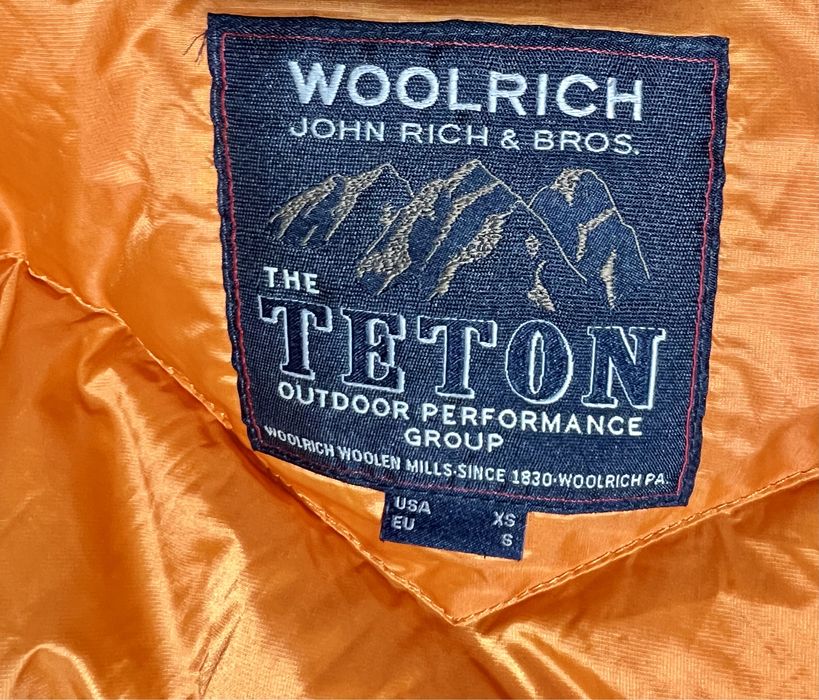 WOOLRICH
JOHN RICH & BROS.
THE
TETON
OUTDOOR PERFORMANCE
GROUP
WOOLRICH WOOLEN MILLS·SINCE 1830·WOOLRICH PA.
USA XS
EU S